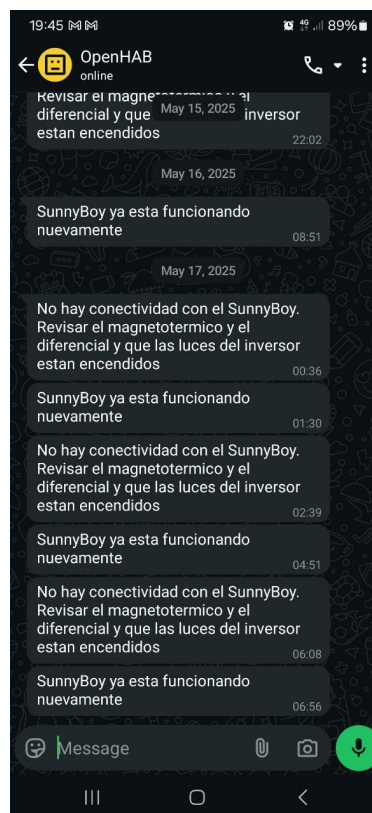 19:45
4G
89%
OpenHAB
online
Revisar el
diferencial y que
inversor
May 15, 2025
estan encendidos
22:02
May 16, 2025
SunnyBoy ya esta funcionando
nuevamente
08:51
May 17, 2025
No hay conectividad con el SunnyBoy.
Revisar el magnetotermico y el
diferencial y que las luces del inversor
estan encendidos
00:36
SunnyBoy ya esta funcionando
nuevamente
01:30
No hay conectividad con el SunnyBoy.
Revisar el magnetotermico y el
diferencial y que las luces del inversor
estan encendidos
02:39
SunnyBoy ya esta funcionando
nuevamente
04:51
No hay conectividad con el SunnyBoy.
Revisar el magnetotermico y el
diferencial y que las luces del inversor
estan encendidos
06:08
SunnyBoy ya esta funcionando
nuevamente
06:56
Message